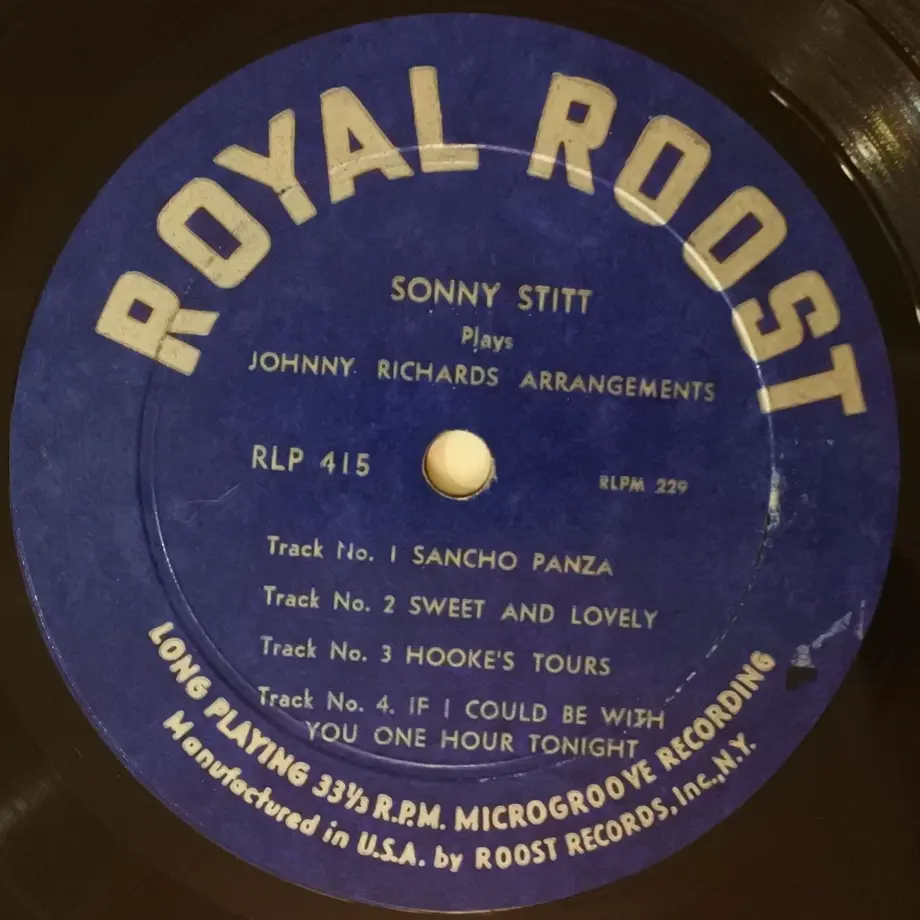 ROYAL ROOST
SONNY STITT
Plays
JOHNNY RICHARDS ARRANGEMENTS
RLP 415
RLPM 229
Track No. 1 SANCHO PANZA
Track No. 2 SWEET AND LOVELY
Track No. 3 HOOKE'S TOURS
Track No. 4. IF I COULD BE WITH
YOU ONE HOUR TONIGHT
LONG PLAYING 33⅓ R.P.M. MICROGROOVE RECORDING
Manufactured in U.S.A. by ROOST RECORDS, Inc., N.Y.